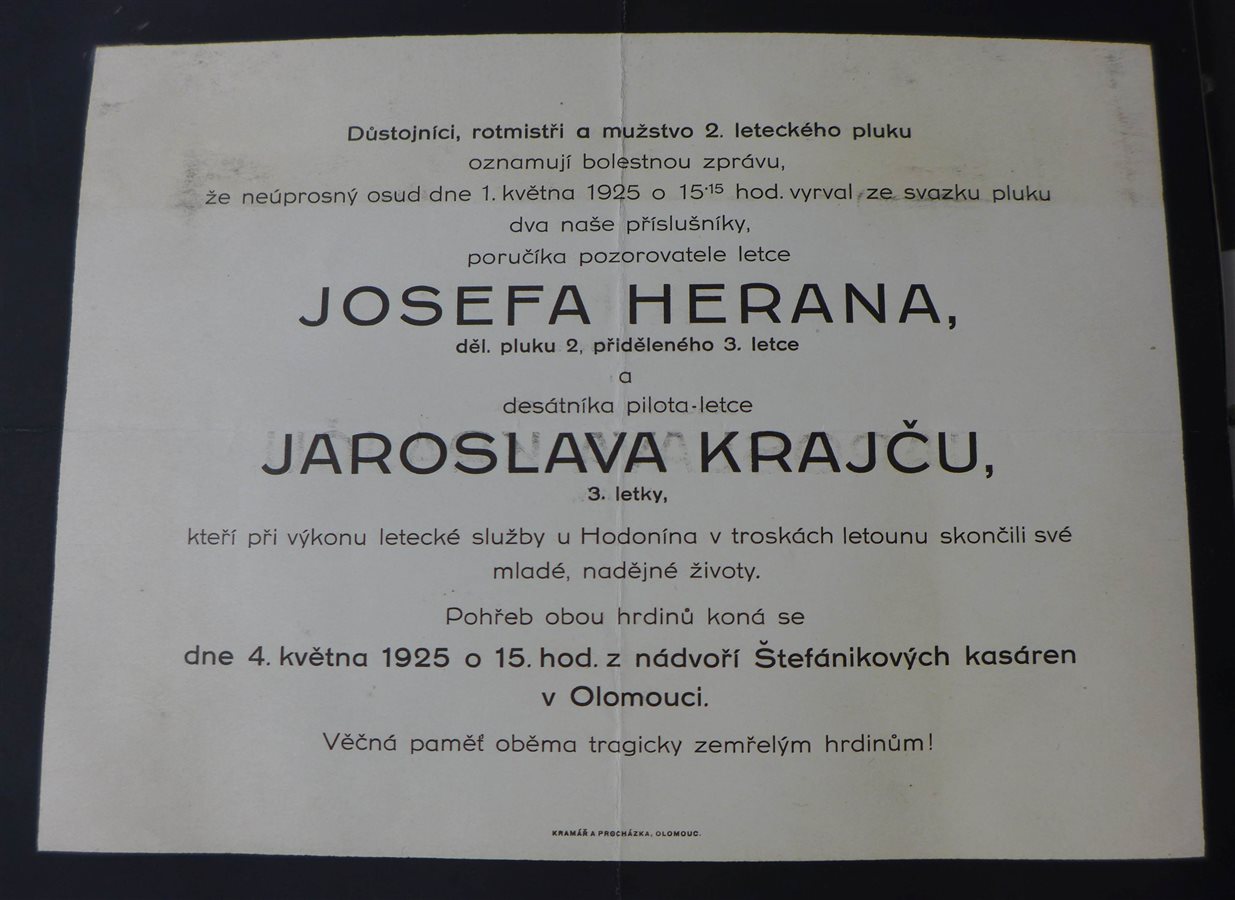 Důstojníci, rotmistři a mužstvo 2. leteckého pluku
oznamují bolestnou zprávu,
že neúprosný osud dne 1. května 1925 o 15·15 hod. vyrval ze svazku pluku
dva naše příslušníky,
poručíka pozorovatele letce
JOSEFA HERANA,
děl. pluku 2, přiděleného 3. letce
a
desátníka pilota-letce
JAROSLAVA KRAJČU,
3. letky,
kteří při výkonu letecké služby u Hodonína v troskách letounu skončili své
mladé, nadějné životy.
Pohřeb obou hrdinů koná se
dne 4. května 1925 o 15. hod. z nádvoří Štefánikových kasáren
v Olomouci.
Věčná paměť oběma tragicky zemřelým hrdinům!
KRAMÁŘ A PROCHÁZKA, OLOMOUC.